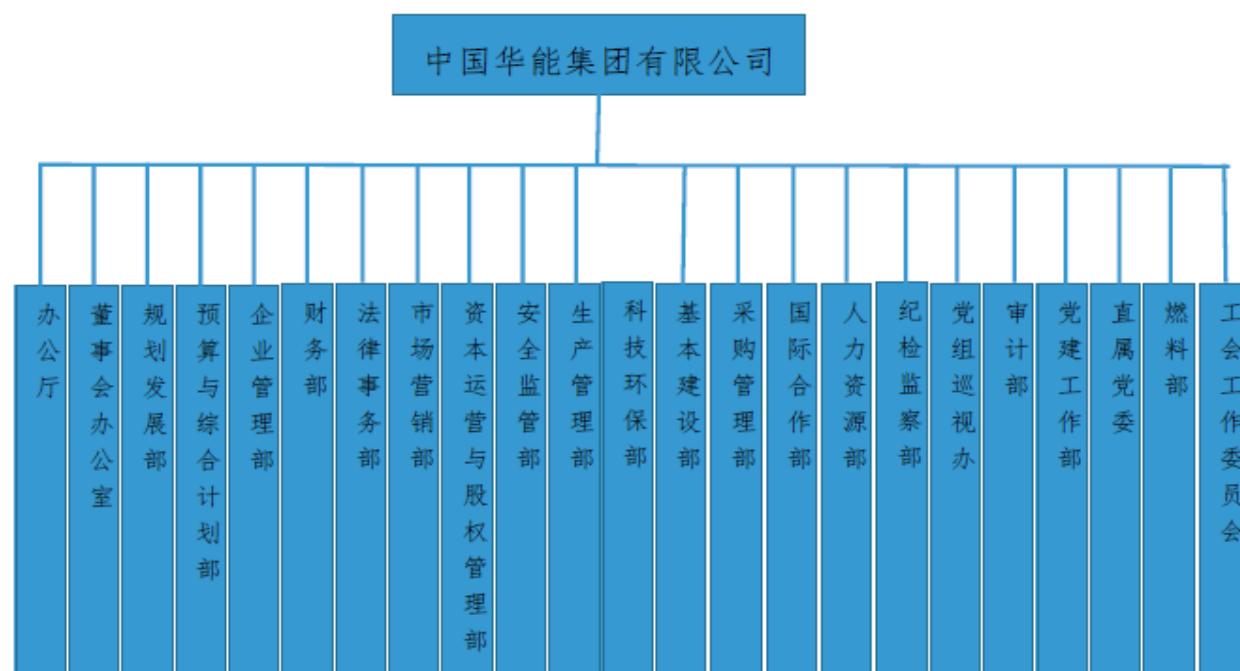 中国华能集团有限公司
办公厅
董事会办公室
规划发展部
预算与综合计划部
企业管理部
财务部
法律事务部
市场营销部
资本运营与股权管理部
安全监管部
生产管理部
科技环保部
基本建设部
采购管理部
国际合作部
人力资源部
纪检监察部
党组巡视办
审计部
党建工作部
直属党委
燃料部
工会工作委员会